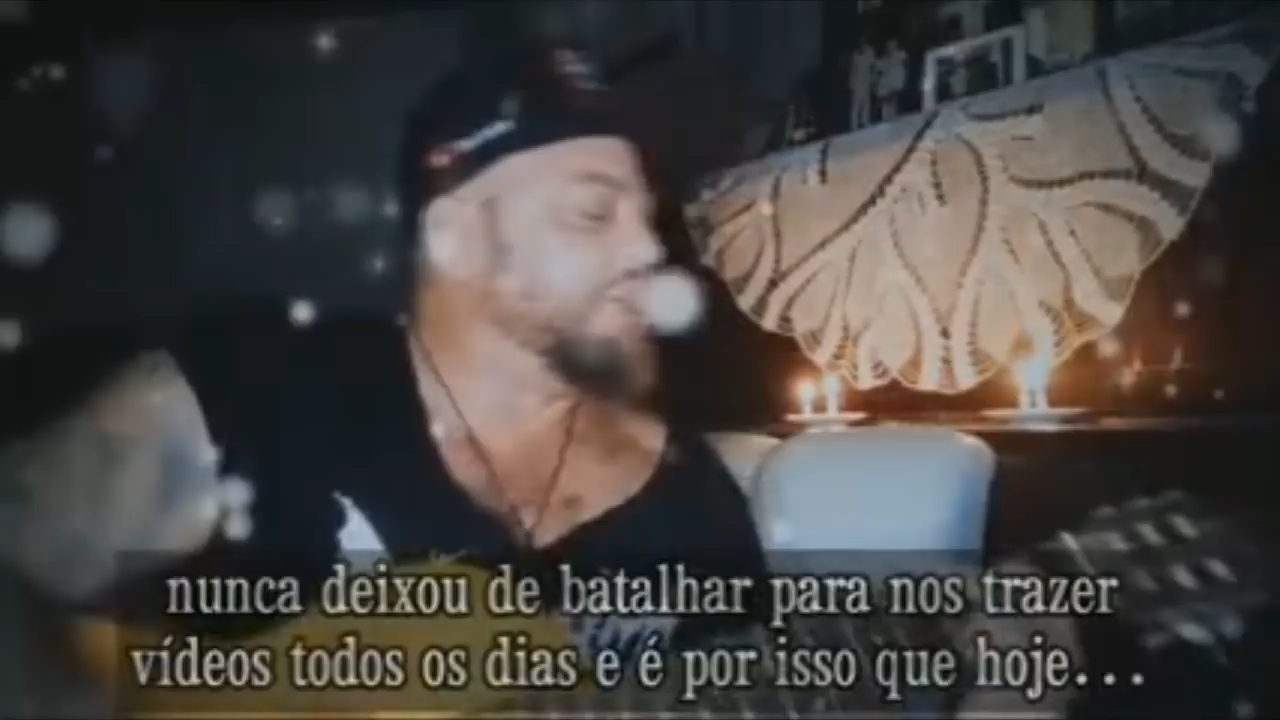 nunca deixou de batalhar para nos trazer
vídeos todos os dias e é por isso que hoje...